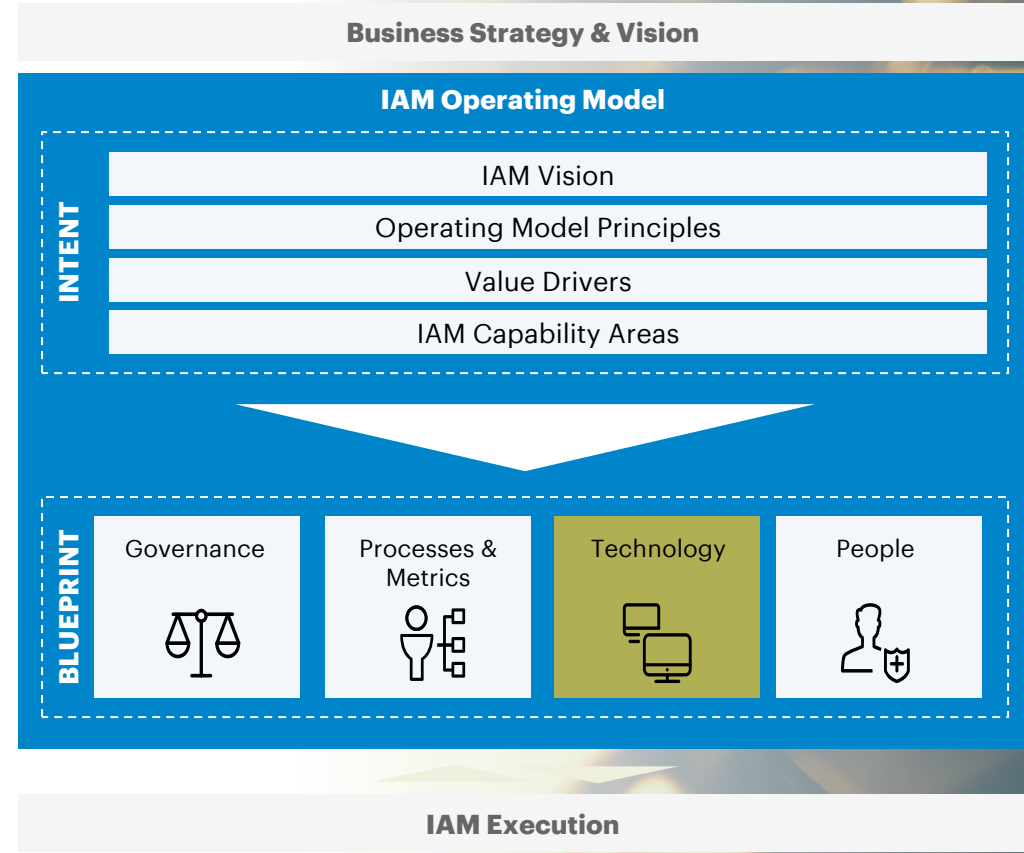 Business Strategy & Vision
IAM Operating Model
INTENT
IAM Vision
Operating Model Principles
Value Drivers
IAM Capability Areas
BLUEPRINT
Governance
Processes &
Metrics
Technology
People
IAM Execution